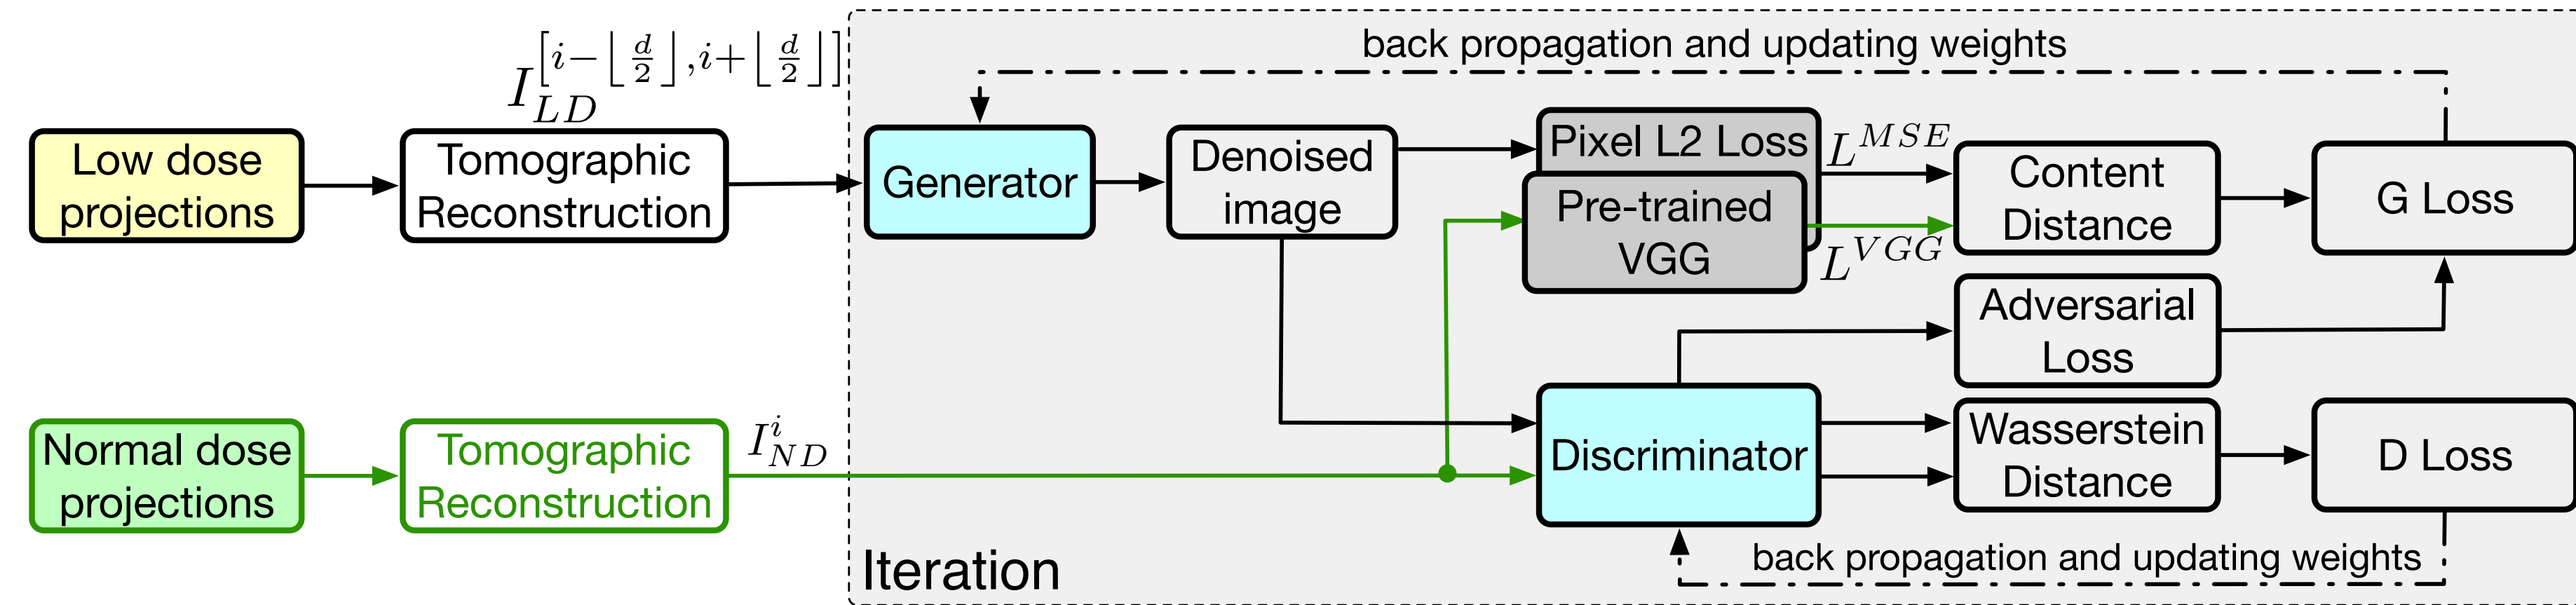 back propagation and updating weights
I_{LD}^{[i-⌊d/2⌋,i+⌊d/2⌋]}
Low dose
projections
Tomographic
Reconstruction
Generator
Denoised
image
Pixel L2 Loss
Pre-trained
VGG
L^{MSE}
L^{VGG}
Content
Distance
G Loss
Adversarial
Loss
Normal dose
projections
Tomographic
Reconstruction
I_{ND}^{i}
Discriminator
Wasserstein
Distance
D Loss
back propagation and updating weights
Iteration